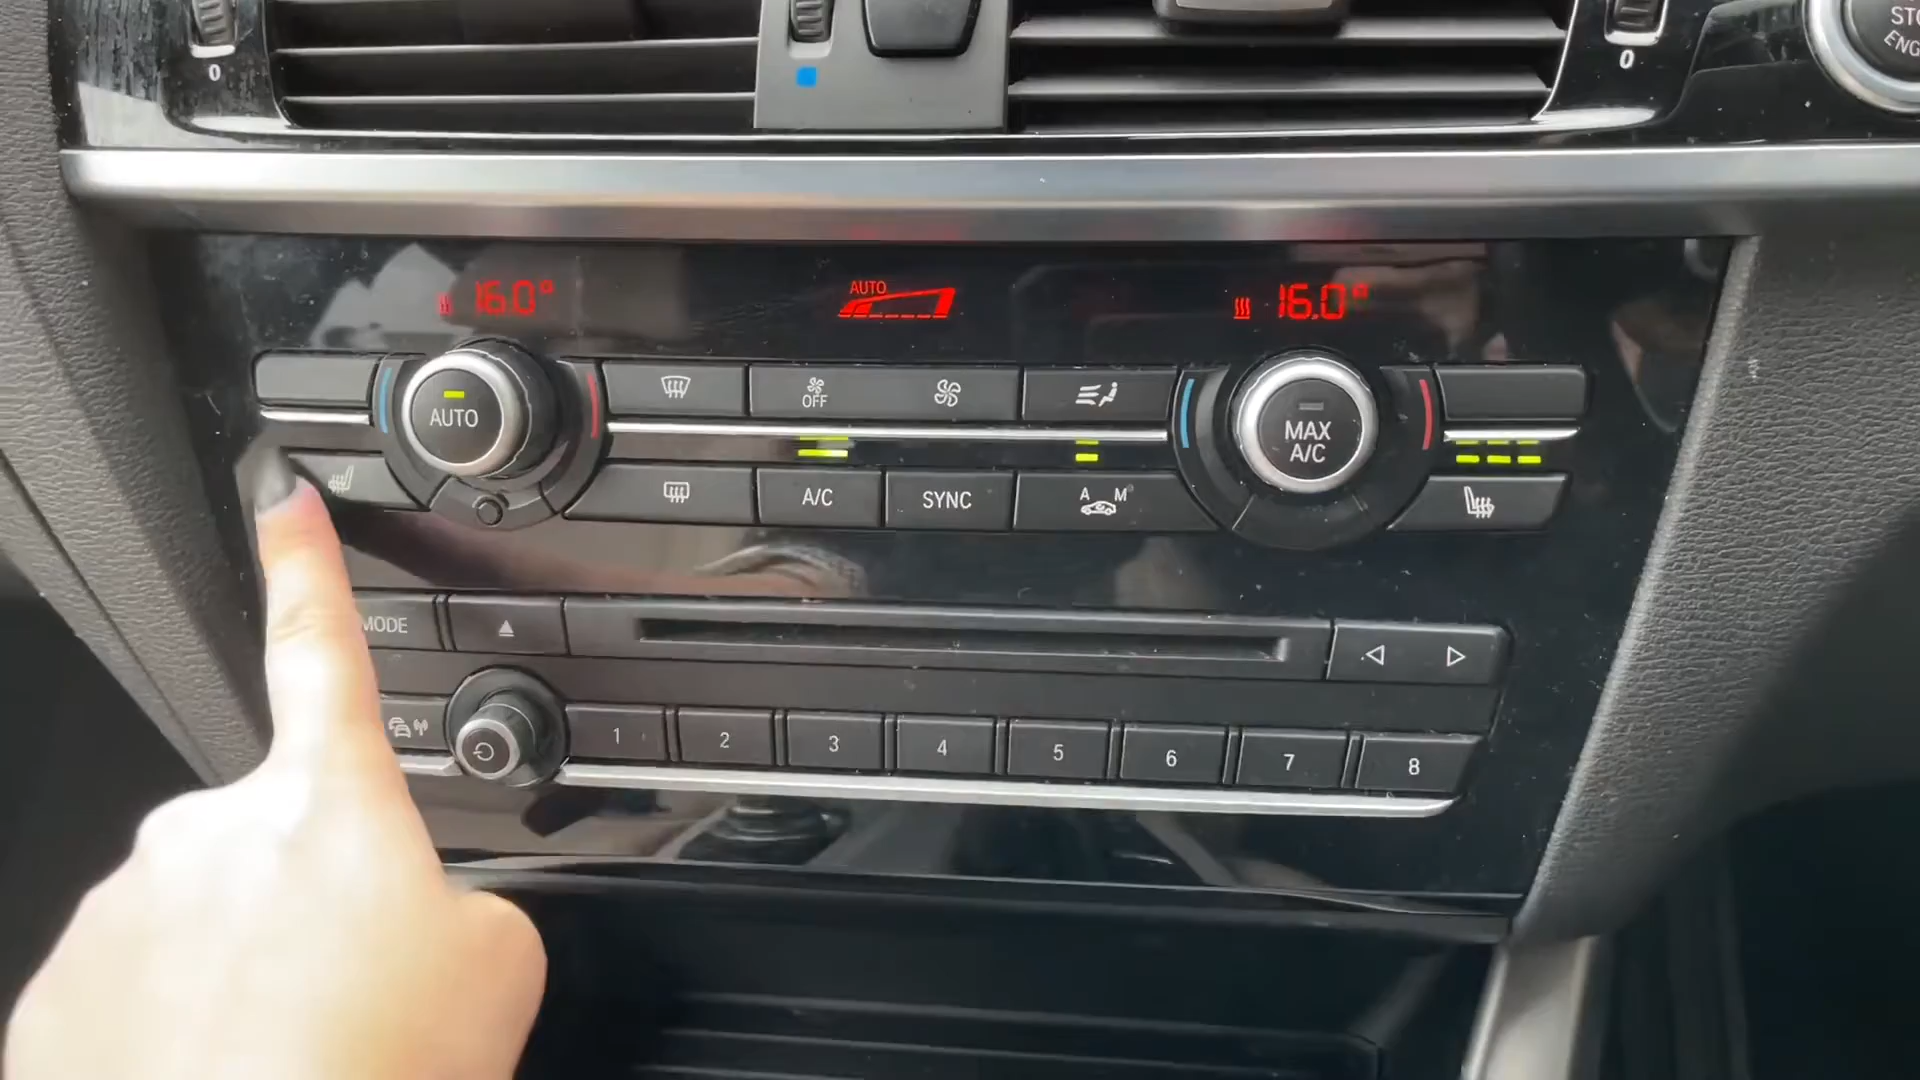 0
0
STO
ENG
16.0°
AUTO
16.0°
AUTO
OFF
MAX
A/C
A/C
SYNC
A M
MODE
1
2
3
4
5
6
7
8